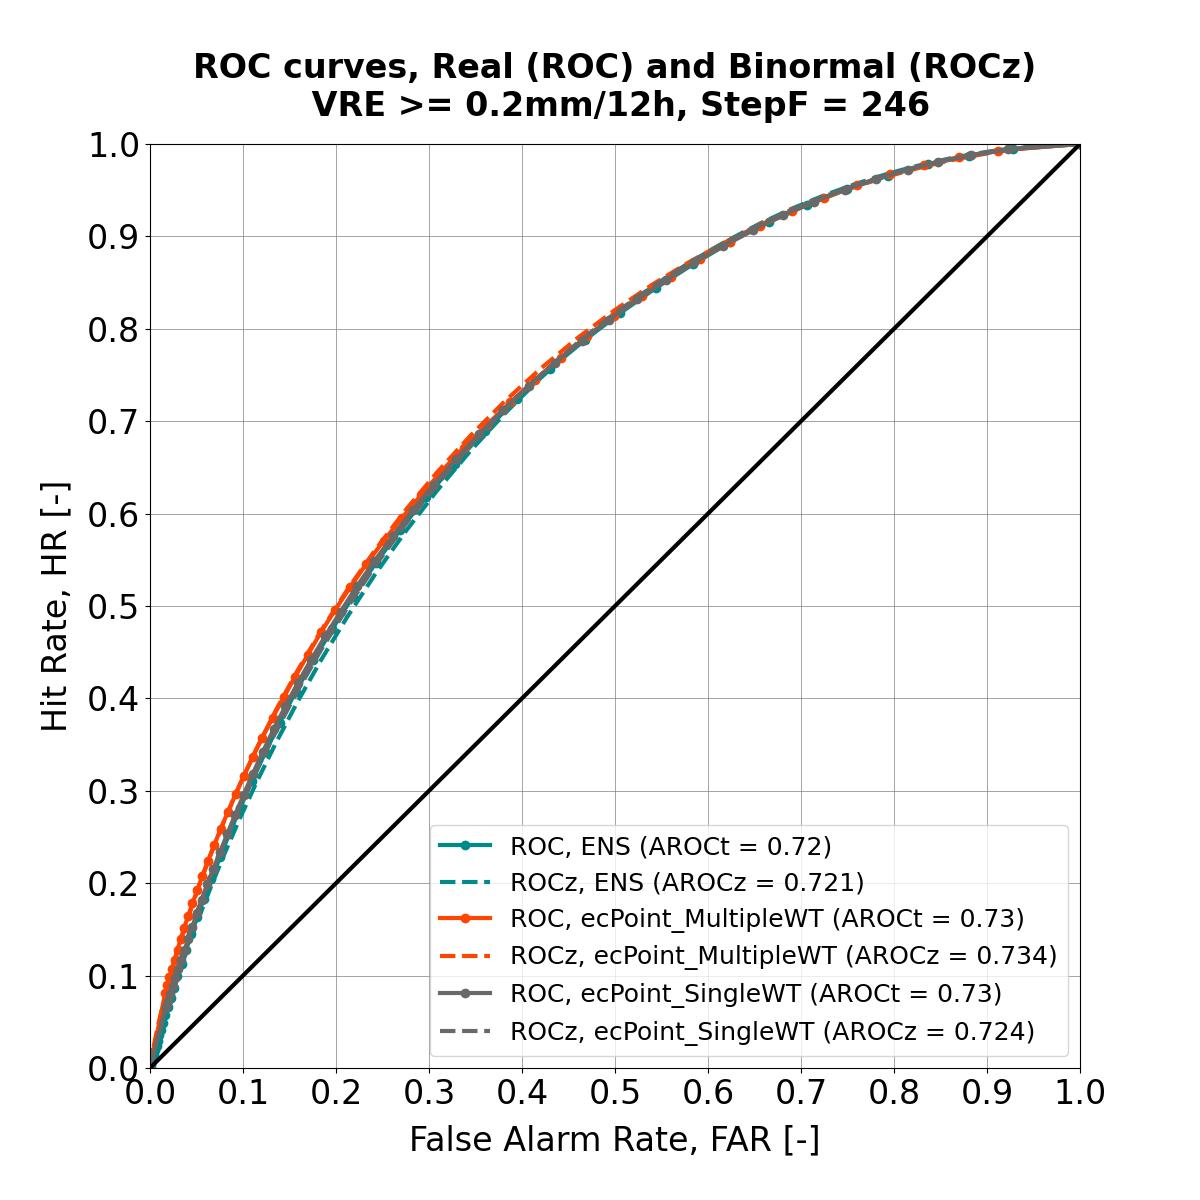 ROC curves, Real (ROC) and Binormal (ROCz)
VRE >= 0.2mm/12h, StepF = 246
1.0
0.9
0.8
0.7
0.6
0.5
0.4
0.3
0.2
0.1
0.0
Hit Rate, HR [-]
ROC, ENS (AROCt = 0.72)
ROCz, ENS (AROCz = 0.721)
ROC, ecPoint_MultipleWT (AROCt = 0.73)
ROCz, ecPoint_MultipleWT (AROCz = 0.734)
ROC, ecPoint_SingleWT (AROCt = 0.73)
ROCz, ecPoint_SingleWT (AROCz = 0.724)
0.0 0.1 0.2 0.3 0.4 0.5 0.6 0.7 0.8 0.9 1.0
False Alarm Rate, FAR [-]